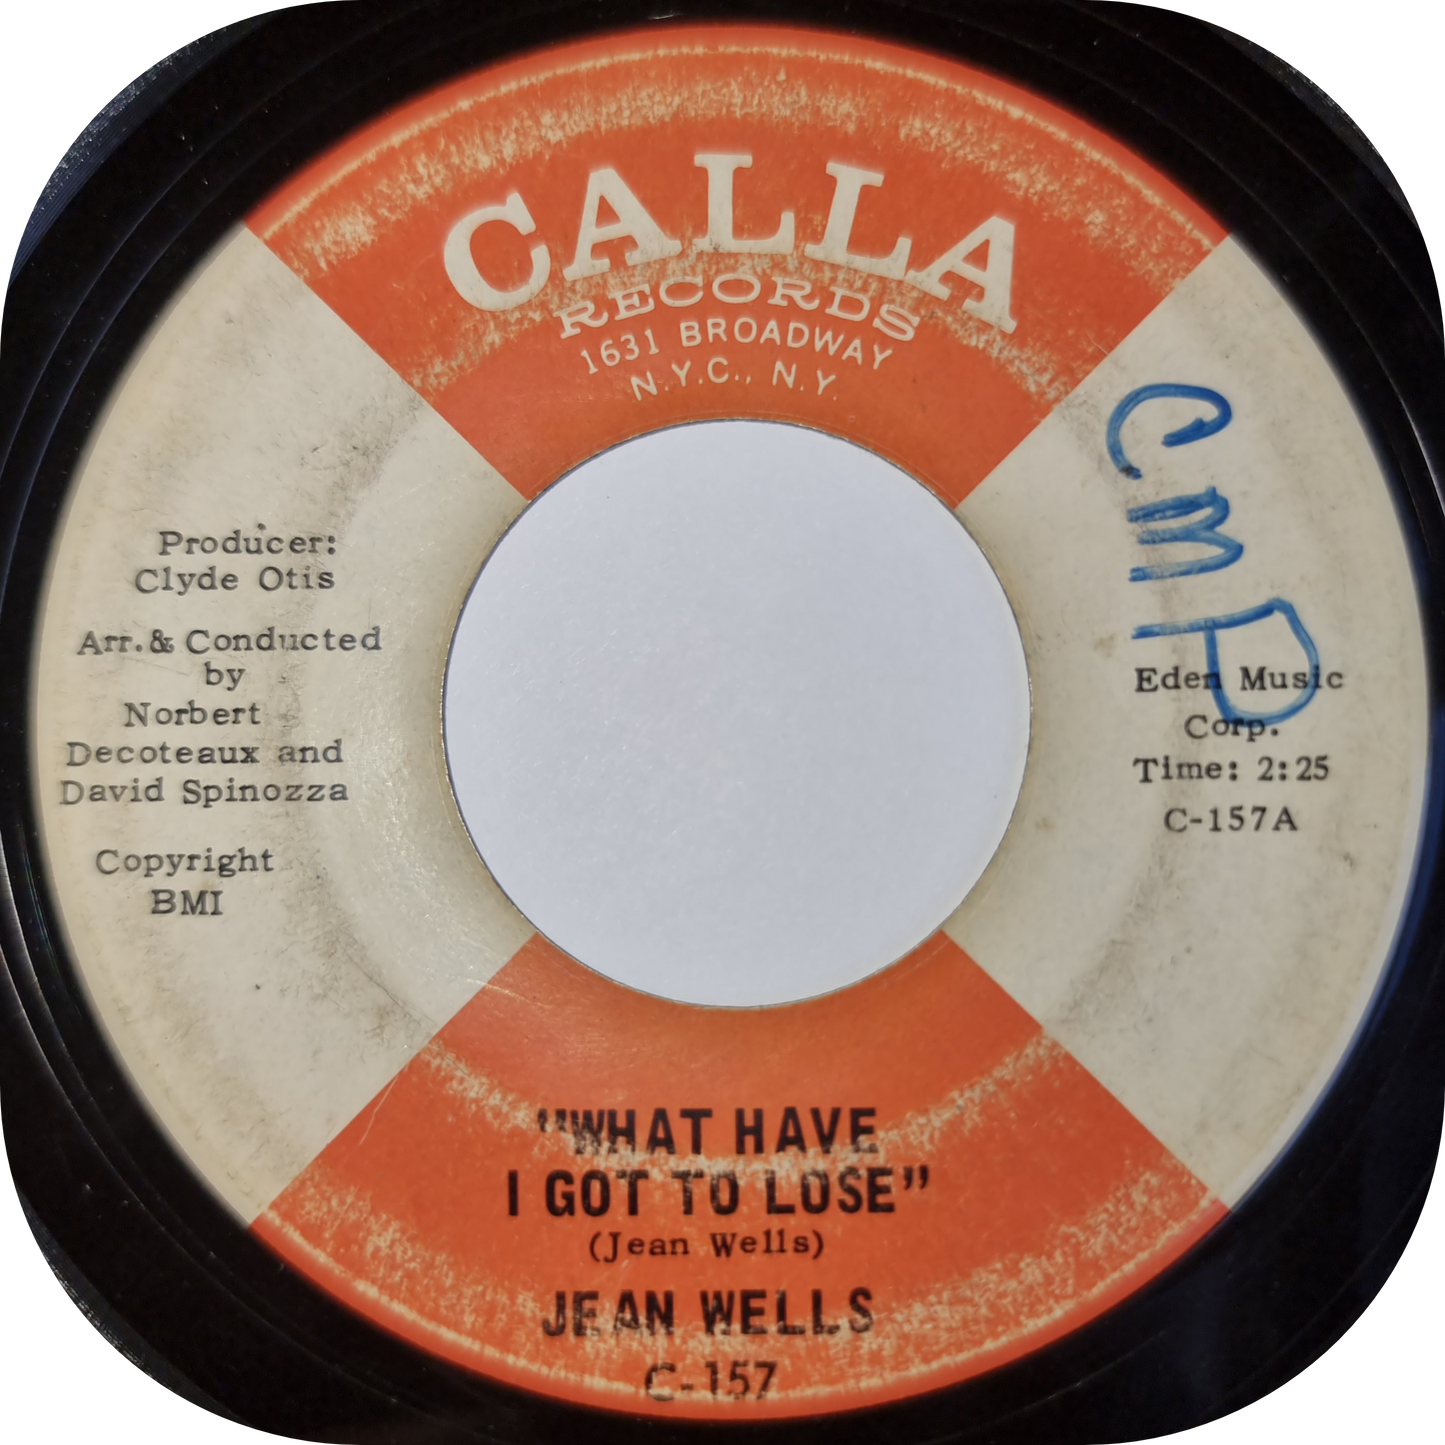 CALLA
RECORDS
1631 BROADWAY
N.Y.C., N.Y.
Producer:
Clyde Otis
Arr. & Conducted
by
Norbert
Decoteaux and
David Spinozza
Copyright
BMI
CMP
Eden Music
Corp.
Time: 2:25
C-157A
"WHAT HAVE
I GOT TO LOSE"
(Jean Wells)
JEAN WELLS
C-157